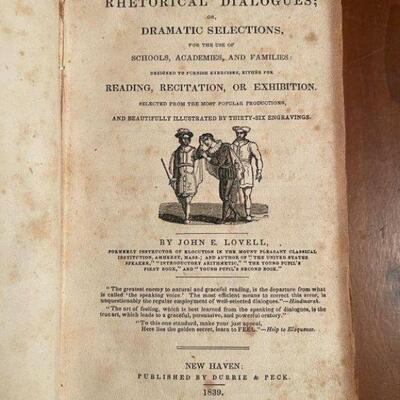 RHETORICAL DIALOGUES;
OR,
DRAMATIC SELECTIONS,
FOR THE USE OF
SCHOOLS, ACADEMIES, AND FAMILIES:
DESIGNED TO FURNISH EXERCISES, EITHER FOR
READING, RECITATION, OR EXHIBITION.
SELECTED FROM THE MOST POPULAR PRODUCTIONS,
AND BEAUTIFULLY ILLUSTRATED BY THIRTY-SIX ENGRAVINGS.
BY JOHN E. LOVELL,
FORMERLY INSTRUCTOR OF ELOCUTION IN THE MOUNT PLEASANT CLASSICAL
INSTITUTION, AMHERST, MASS.; AND AUTHOR OF "THE UNITED STATES
SPEAKER," "INTRODUCTORY ARITHMETIC," "THE YOUNG PUPIL'S
FIRST BOOK," AND "YOUNG PUPIL'S SECOND BOOK."
"The greatest enemy to natural and graceful reading, is the departure from what
is called 'the speaking voice.' The most efficient means to correct this error, is
unquestionably the regular employment of well-selected dialogues."—Hindmarsh.
"The art of feeling, which is best learned from the speaking of dialogues, is the
true art, which leads to a graceful, persuasive, and powerful oratory."
"To this one standard, make your just appeal,
Here lies the golden secret, learn to FEEL."—Help to Eloquence.
NEW HAVEN:
PUBLISHED BY DURRIE & PECK.
1839.